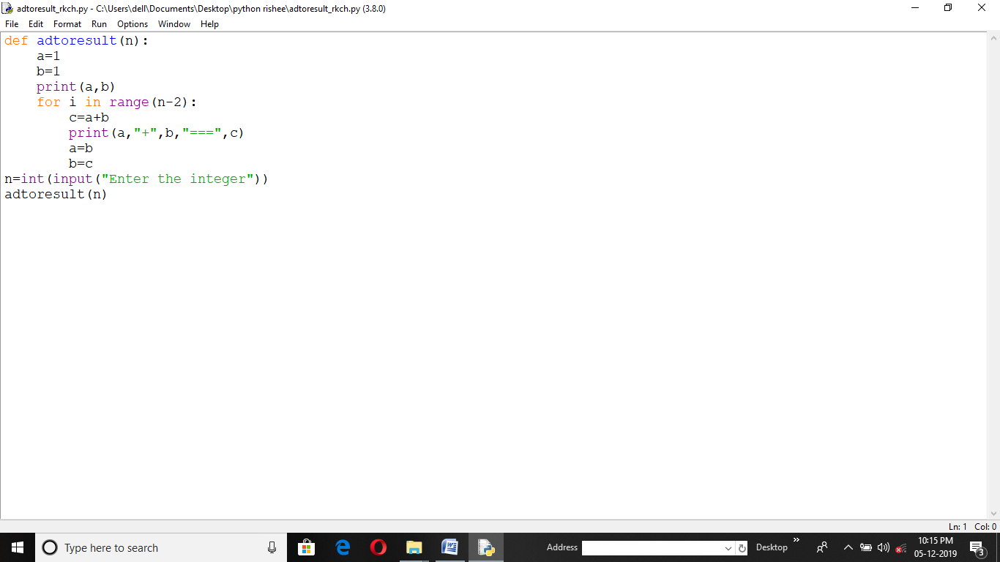 adtoresult_rkch.py - C:\Users\dell\Documents\Desktop\python rishee\adtoresult_rkch.py (3.8.0)
File Edit Format Run Options Window Help
def adtoresult(n):
    a=1
    b=1
    print(a,b)
    for i in range(n-2):
        c=a+b
        print(a,"+",b,"===",c)
        a=b
        b=c
n=int(input("Enter the integer"))
adtoresult(n)
Ln: 1 Col: 0
Type here to search
Address
Desktop
10:15 PM
05-12-2019
3